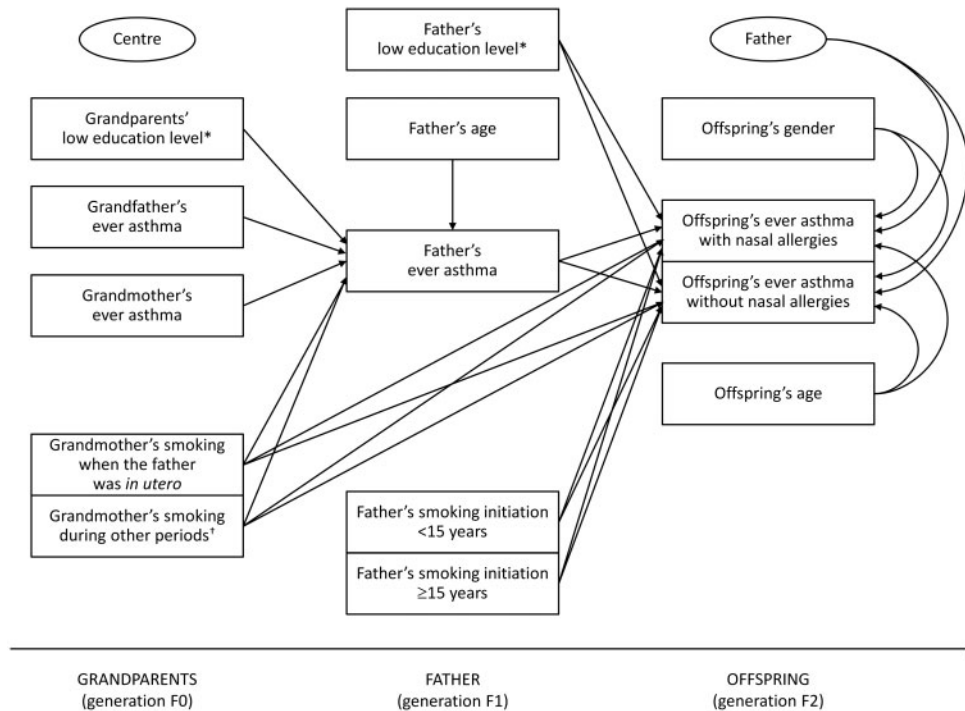 Centre
Grandparents'
low education level*
Grandfather's
ever asthma
Grandmother's
ever asthma
Grandmother's smoking
when the father
was in utero
Grandmother's smoking
during other periods†
Father's
low education level*
Father's age
Father's
ever asthma
Father's smoking initiation
<15 years
Father's smoking initiation
≥15 years
Father
Offspring's gender
Offspring's ever asthma
with nasal allergies
Offspring's ever asthma
without nasal allergies
Offspring's age
GRANDPARENTS
(generation F0)
FATHER
(generation F1)
OFFSPRING
(generation F2)